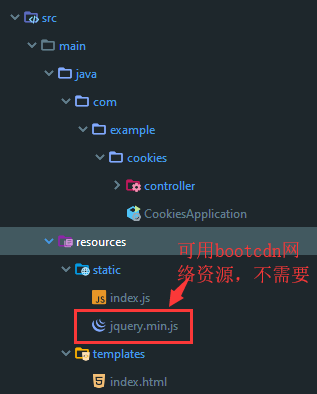 src
main
java
com
example
cookies
controller
CookiesApplication
resources
可用bootcdn网
络资源，不需要
static
index.js
jquery.min.js
templates
index.html